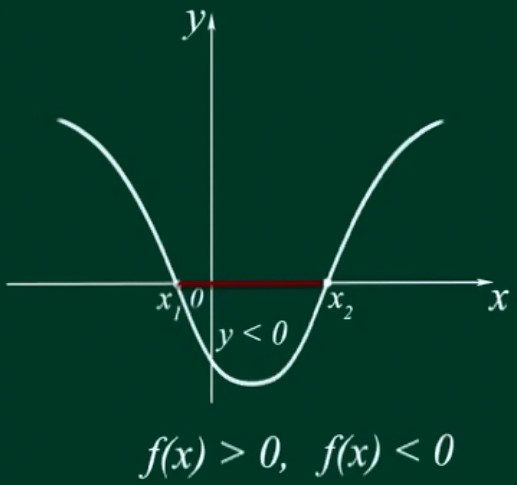 y
x₁ 0 x₂ x
y < 0
f(x) > 0, f(x) < 0